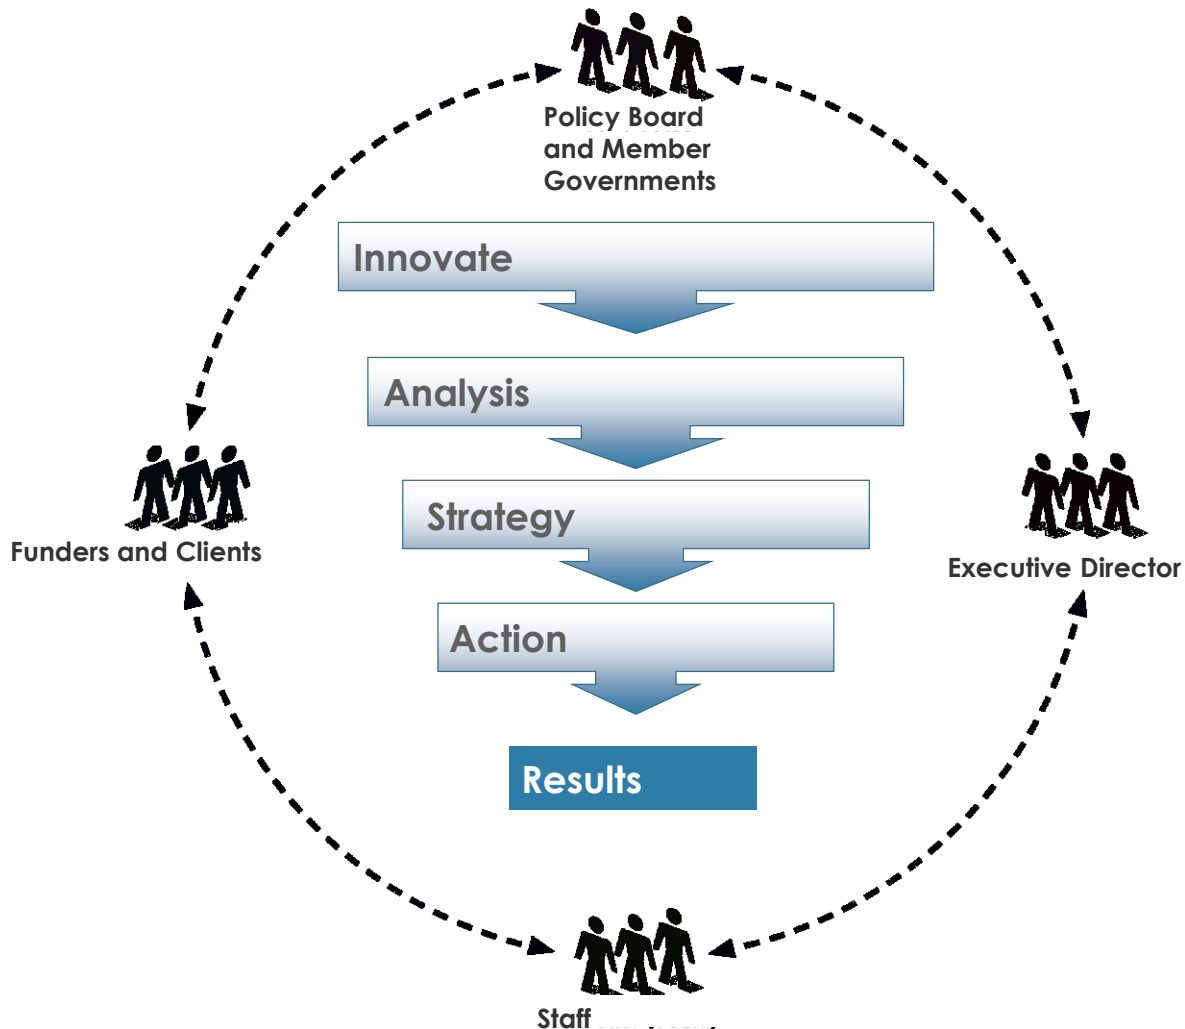 Policy Board
and Member
Governments
Innovate
Analysis
Strategy
Action
Results
Funders and Clients
Executive Director
Staff